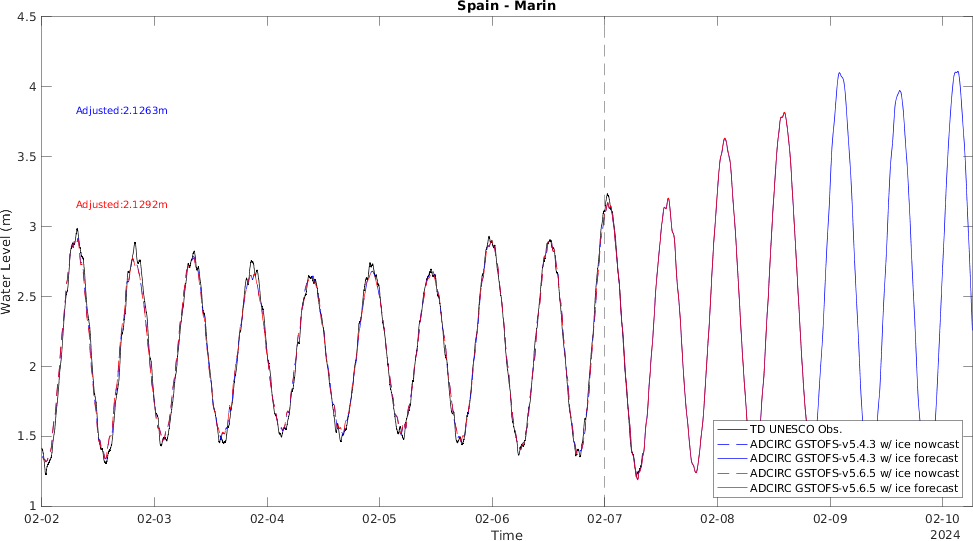 Spain - Marin
4.5
4
3.5
3
2.5
2
1.5
1
Water Level (m)
Adjusted:2.1263m
Adjusted:2.1292m
TD UNESCO Obs.
ADCIRC GSTOFS-v5.4.3 w/ ice nowcast
ADCIRC GSTOFS-v5.4.3 w/ ice forecast
ADCIRC GSTOFS-v5.6.5 w/ ice nowcast
ADCIRC GSTOFS-v5.6.5 w/ ice forecast
02-02 02-03 02-04 02-05 02-06 02-07 02-08 02-09 02-10
Time
2024